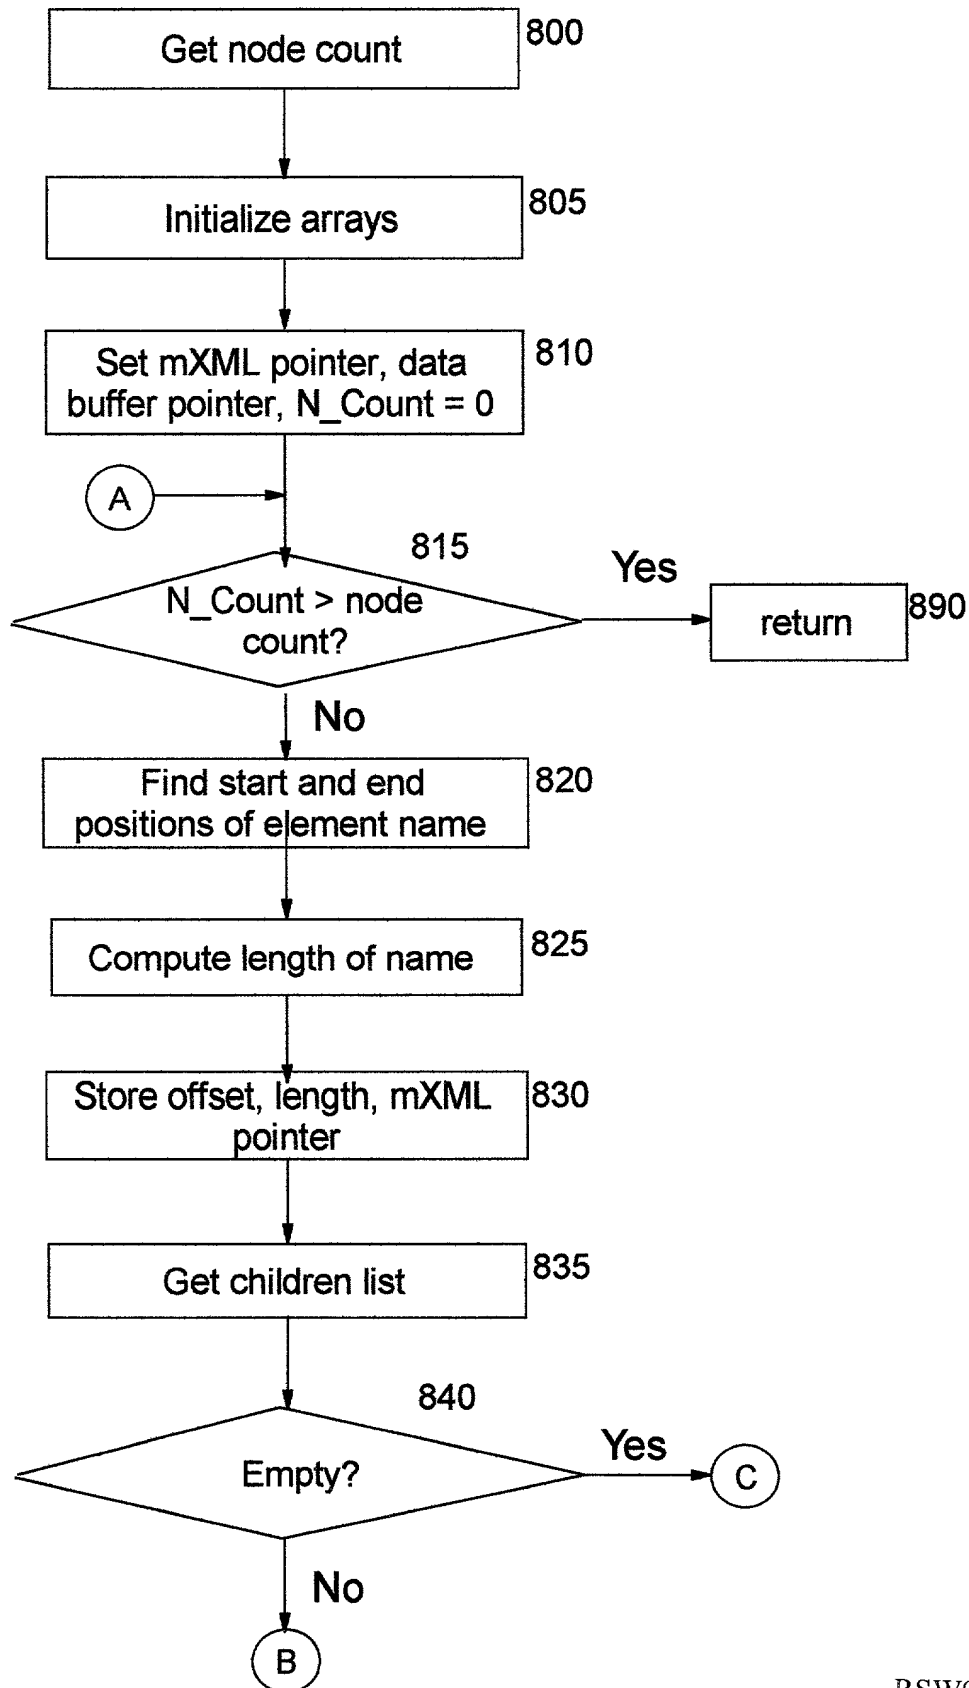 Get node count
800
Initialize arrays
805
Set mXML pointer, data
buffer pointer, N_Count = 0
810
A
815
N_Count > node
count?
Yes
return
890
No
Find start and end
positions of element name
820
Compute length of name
825
Store offset, length, mXML
pointer
830
Get children list
835
840
Empty?
Yes
C
No
B